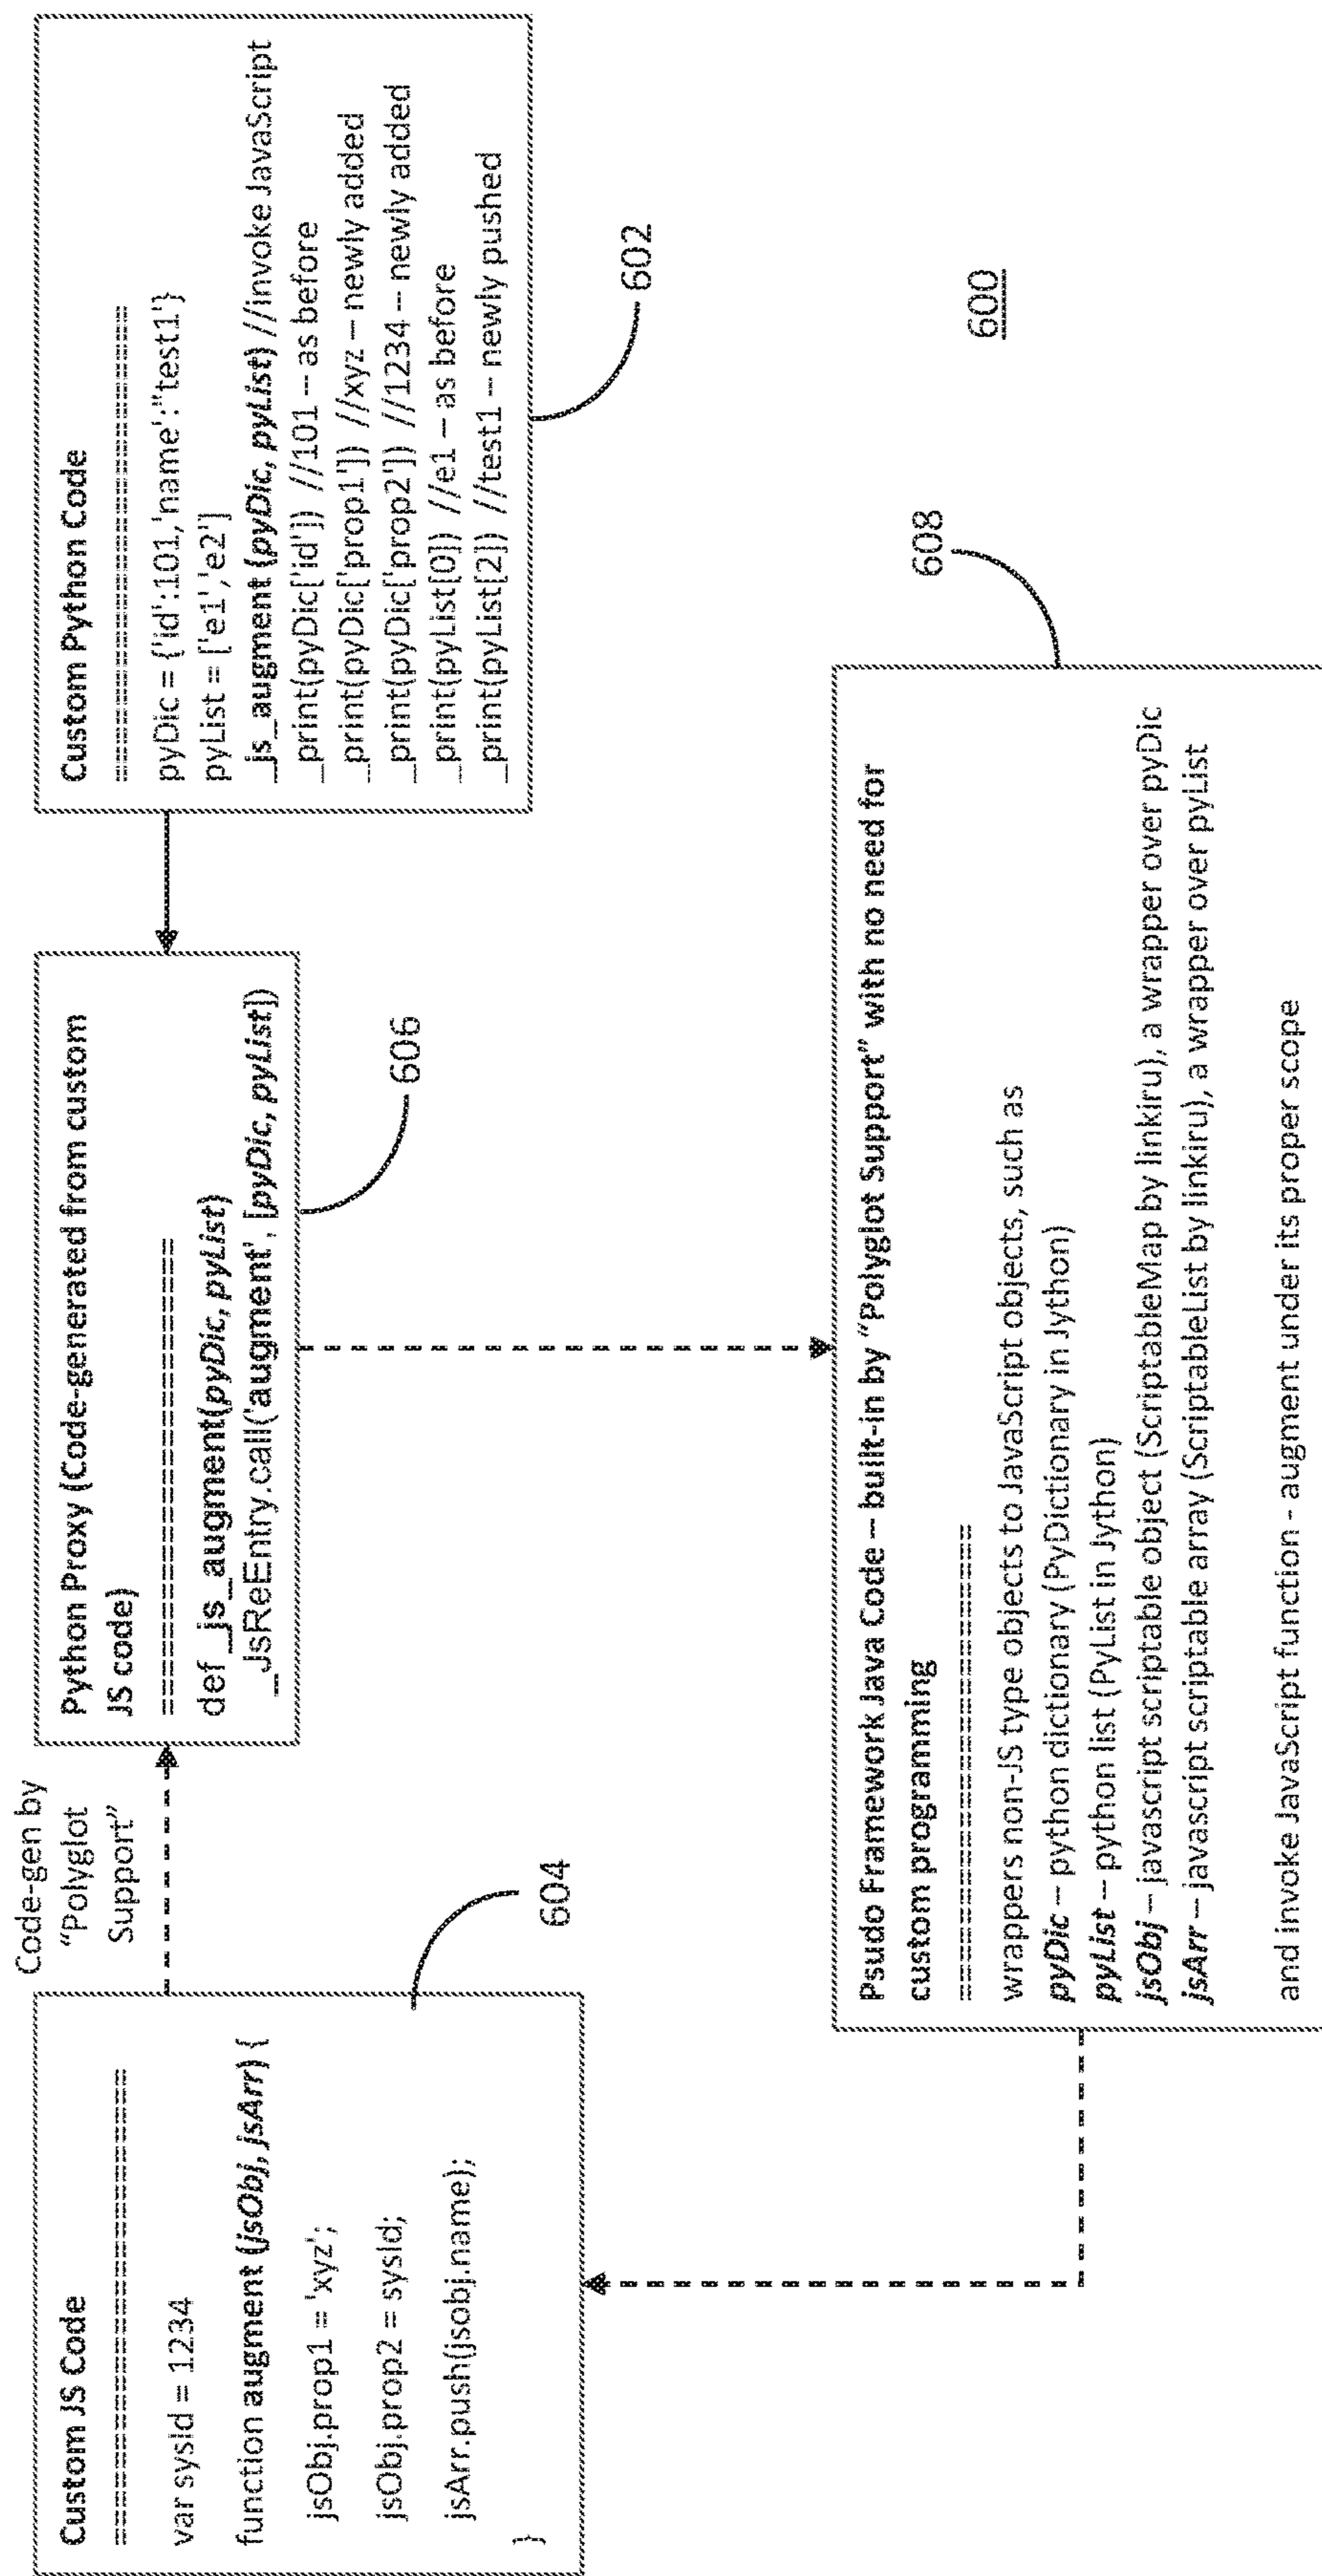 Custom JS Code
==============================
var sysId = 1234
function augment (jsObj, jsArr) {
jsObj.prop1 = 'xyz';
jsObj.prop2 = sysId;
jsArr.push(jsobj.name);
}
604
Code-gen by
"Polyglot
Support"
Python Proxy (Code-generated from custom
JS code)
==============================
def _js_augment(pyDic, pyList)
_JsReEntry.call('augment', [pyDic, pyList])
606
Custom Python Code
==============================
pyDic = {'id':101,'name':"test1'}
pyList = ['e1','e2']
_js_augment (pyDic, pyList) //invoke JavaScript
_print(pyDic['id']) //101 -- as before
_print(pyDic['prop1']) //xyz -- newly added
_print(pyDic['prop2']) //1234 -- newly added
_print(pyList[0]) //e1 -- as before
_print(pyList[2]) //test1 -- newly pushed
602
Psudo Framework Java Code -- built-in by "Polyglot Support" with no need for
custom programming
==============================
wrappers non-JS type objects to JavaScript objects, such as
pyDic -- python dictionary (PyDictionary in Jython)
pyList -- python list (PyList in Jython)
jsObj -- javascript scriptable object (ScriptableMap by linkiru), a wrapper over pyDic
jsArr -- javascript scriptable array (ScriptableList by linkiru), a wrapper over pyList
and invoke JavaScript function - augment under its proper scope
608
600